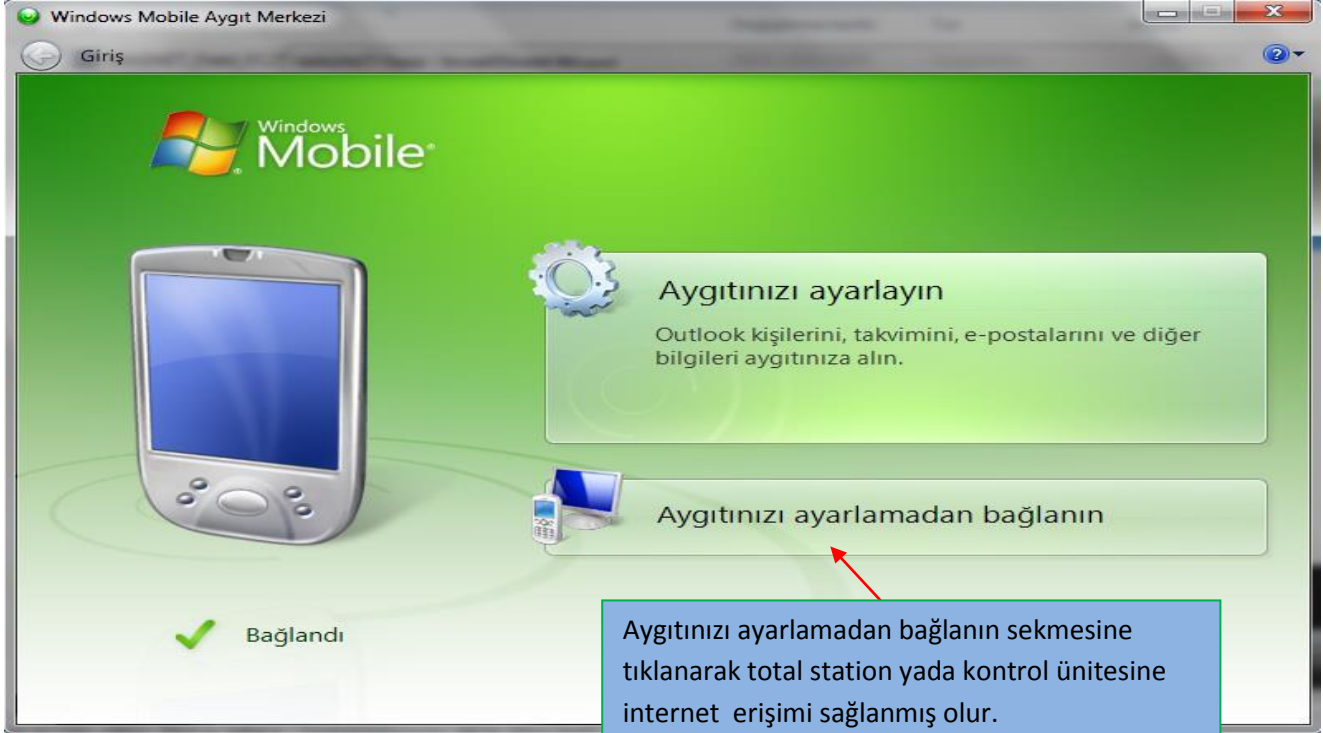 Windows Mobile Aygıt Merkezi
Giriş
Windows
Mobile
Aygıtınızı ayarlayın
Outlook kişilerini, takvimini, e-postalarını ve diğer
bilgileri aygıtınıza alın.
Aygıtınızı ayarlamadan bağlanın
Bağlandı
Aygıtınızı ayarlamadan bağlanın sekmesine
tıklanarak total station yada kontrol ünitesine
internet erişimi sağlanmış olur.